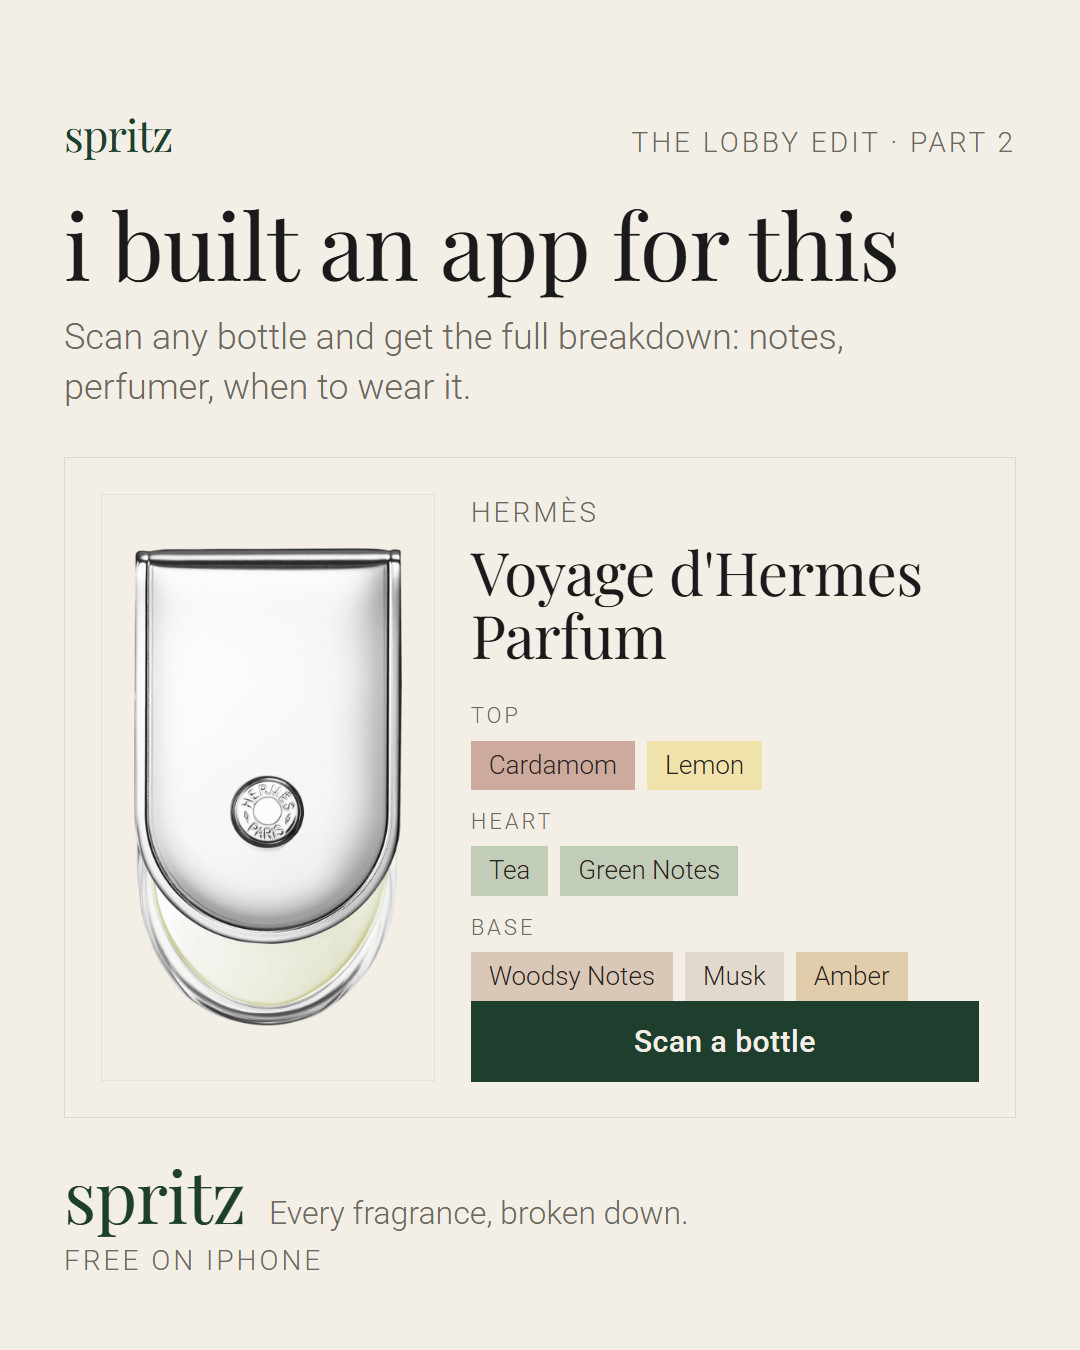 spritz
THE LOBBY EDIT · PART 2
i built an app for this
Scan any bottle and get the full breakdown: notes,
perfumer, when to wear it.
HERMÈS
Voyage d'Hermes
Parfum
TOP
Cardamom Lemon
HEART
Tea Green Notes
BASE
Woodsy Notes Musk Amber
Scan a bottle
HERMÈS
PARIS
spritz Every fragrance, broken down.
FREE ON IPHONE